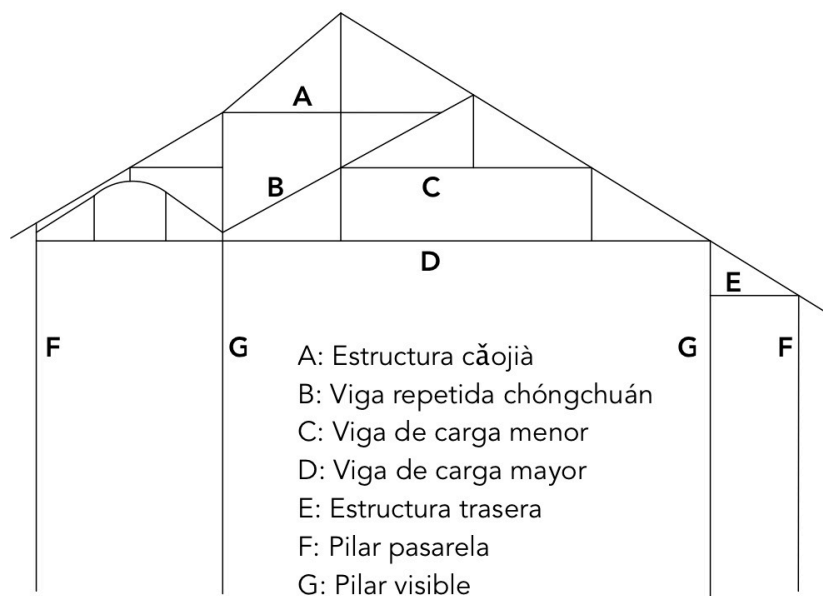 A
B
C
D
E
F
G
G
F
A: Estructura cǎojià
B: Viga repetida chóngchuán
C: Viga de carga menor
D: Viga de carga mayor
E: Estructura trasera
F: Pilar pasarela
G: Pilar visible